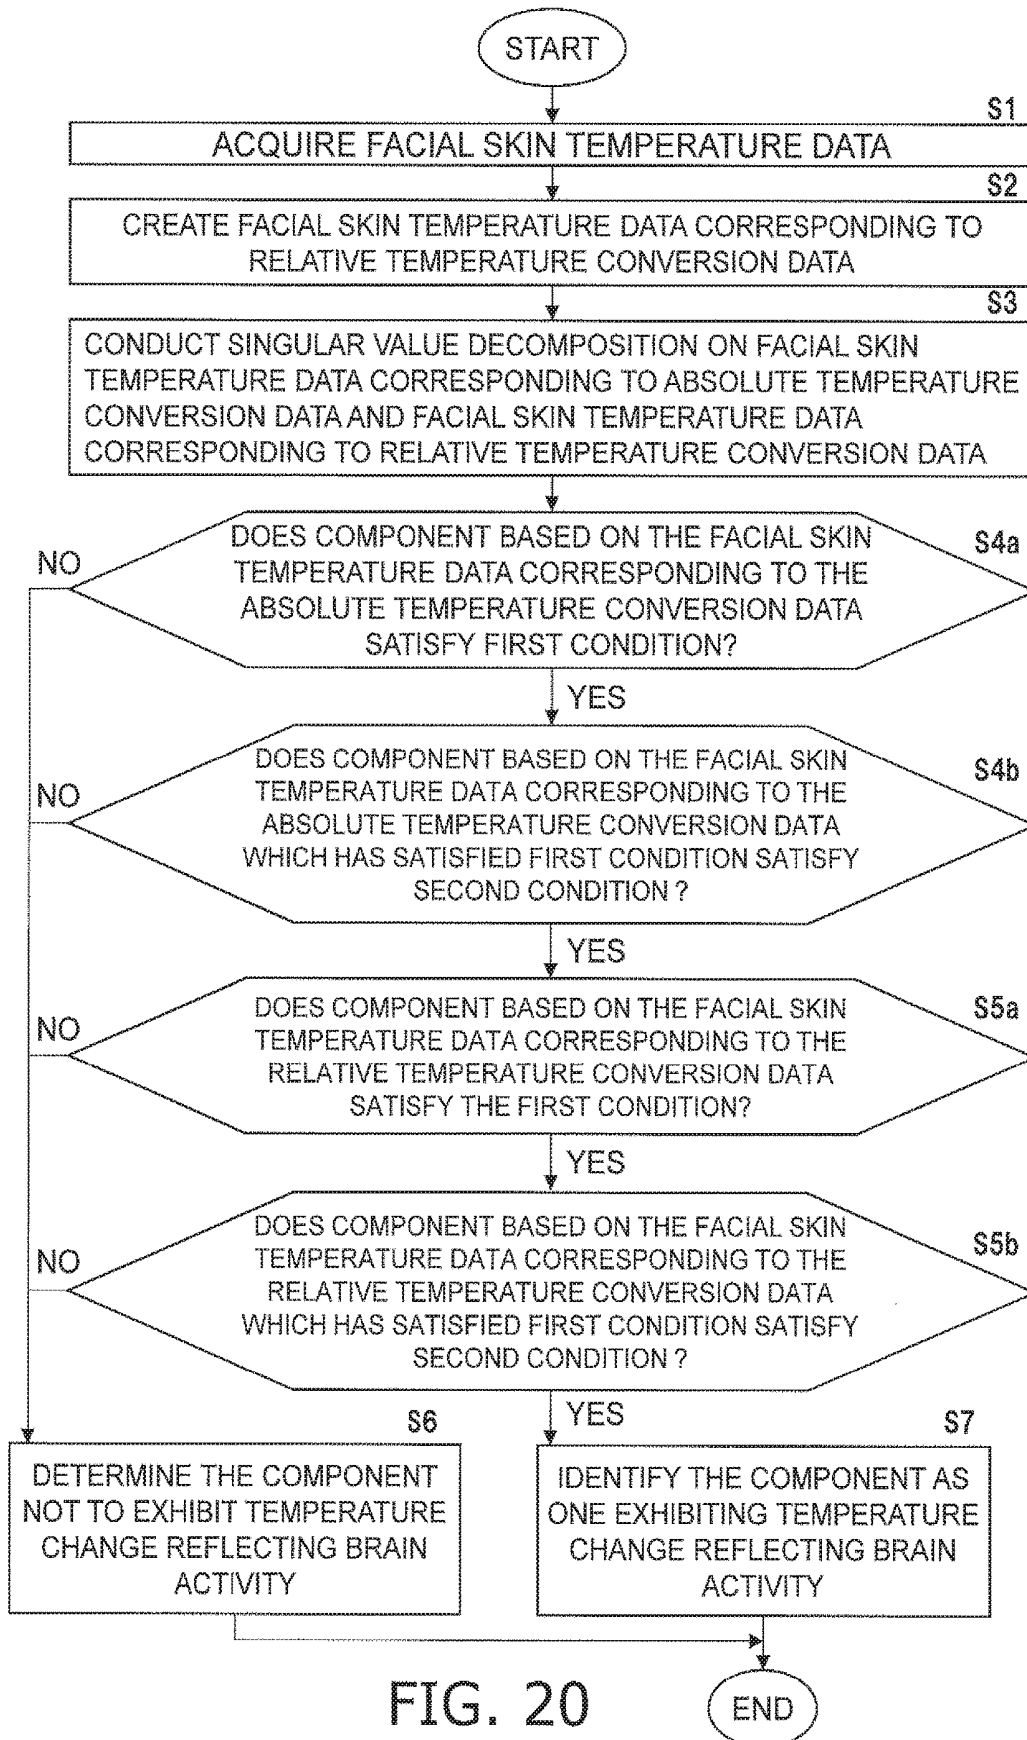 START
S1
ACQUIRE FACIAL SKIN TEMPERATURE DATA
S2
CREATE FACIAL SKIN TEMPERATURE DATA CORRESPONDING TO
RELATIVE TEMPERATURE CONVERSION DATA
S3
CONDUCT SINGULAR VALUE DECOMPOSITION ON FACIAL SKIN
TEMPERATURE DATA CORRESPONDING TO ABSOLUTE TEMPERATURE
CONVERSION DATA AND FACIAL SKIN TEMPERATURE DATA
CORRESPONDING TO RELATIVE TEMPERATURE CONVERSION DATA
S4a
NO
DOES COMPONENT BASED ON THE FACIAL SKIN
TEMPERATURE DATA CORRESPONDING TO THE
ABSOLUTE TEMPERATURE CONVERSION DATA
SATISFY FIRST CONDITION?
YES
S4b
NO
DOES COMPONENT BASED ON THE FACIAL SKIN
TEMPERATURE DATA CORRESPONDING TO THE
ABSOLUTE TEMPERATURE CONVERSION DATA
WHICH HAS SATISFIED FIRST CONDITION SATISFY
SECOND CONDITION ?
YES
S5a
NO
DOES COMPONENT BASED ON THE FACIAL SKIN
TEMPERATURE DATA CORRESPONDING TO THE
RELATIVE TEMPERATURE CONVERSION DATA
SATISFY THE FIRST CONDITION?
YES
S5b
NO
DOES COMPONENT BASED ON THE FACIAL SKIN
TEMPERATURE DATA CORRESPONDING TO THE
RELATIVE TEMPERATURE CONVERSION DATA
WHICH HAS SATISFIED FIRST CONDITION SATISFY
SECOND CONDITION ?
YES
S6
DETERMINE THE COMPONENT
NOT TO EXHIBIT TEMPERATURE
CHANGE REFLECTING BRAIN
ACTIVITY
S7
IDENTIFY THE COMPONENT AS
ONE EXHIBITING TEMPERATURE
CHANGE REFLECTING BRAIN
ACTIVITY
FIG. 20
END